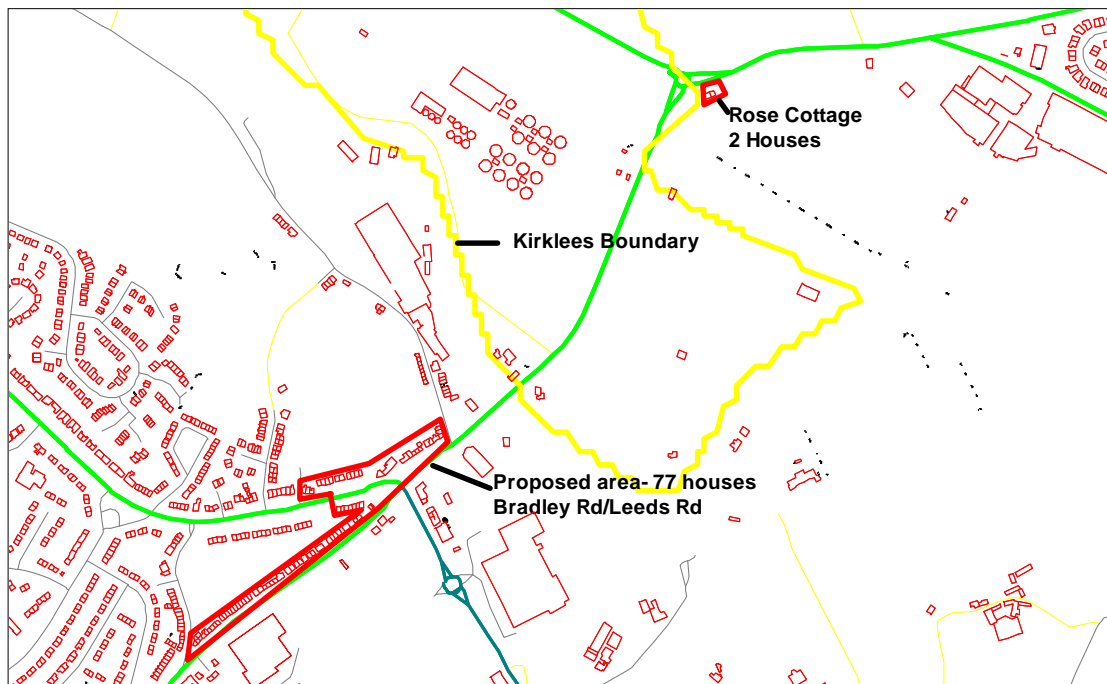 Rose Cottage
2 Houses
Kirklees Boundary
Proposed area- 77 houses
Bradley Rd/Leeds Rd